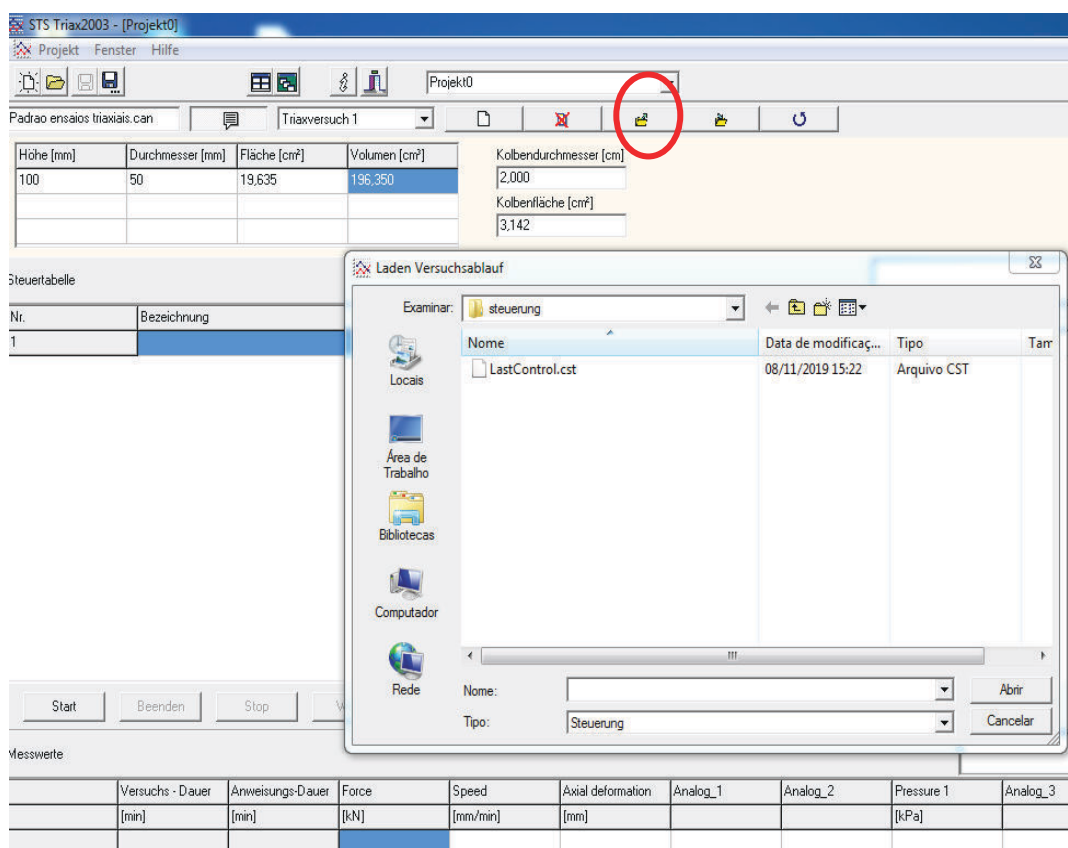 STS Triax2003 - [Projekt0]
Projekt Fenster Hilfe
Projekt0
Padrao ensaios triaxiais.can
Triaxversuch 1
Höhe [mm] Durchmesser [mm] Fläche [cm²] Volumen [cm³]
100 50 19,635 196,350
Kolbendurchmesser [cm]
2,000
Kolbenfläche [cm²]
3,142
Steuertabelle
Nr. Bezeichnung
1
Laden Versuchsablauf
Examinar: steuerung
Nome Data de modificaç... Tipo Tam
LastControl.cst 08/11/2019 15:22 Arquivo CST
Locais
Área de
Trabalho
Bibliotecas
Computador
Rede
Nome: Abrir
Tipo: Steuerung Cancelar
Start Beenden Stop
Messwerte
Versuchs - Dauer Anweisungs-Dauer Force Speed Axial deformation Analog_1 Analog_2 Pressure 1 Analog_3
[min] [min] [kN] [mm/min] [mm] [kPa]